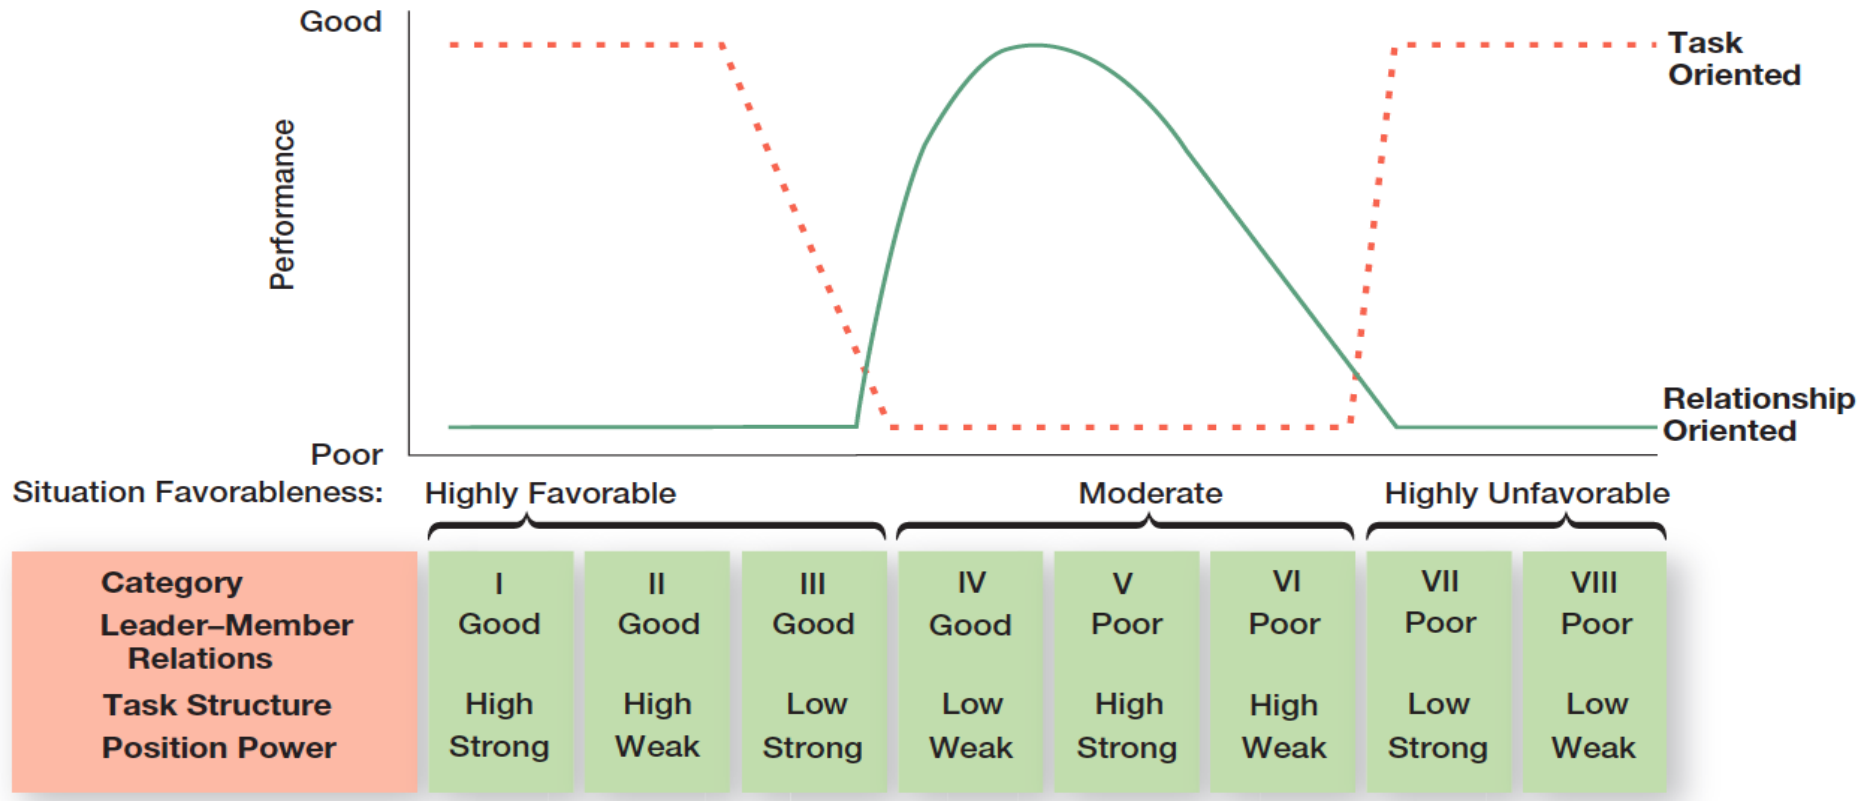 Good
Task
Oriented
Performance
Relationship
Oriented
Poor
Situation Favorableness: Highly Favorable Moderate Highly Unfavorable
Category I II III IV V VI VII VIII
Leader–Member Good Good Good Good Poor Poor Poor Poor
Relations
Task Structure High High Low Low High High Low Low
Position Power Strong Weak Strong Weak Strong Weak Strong Weak